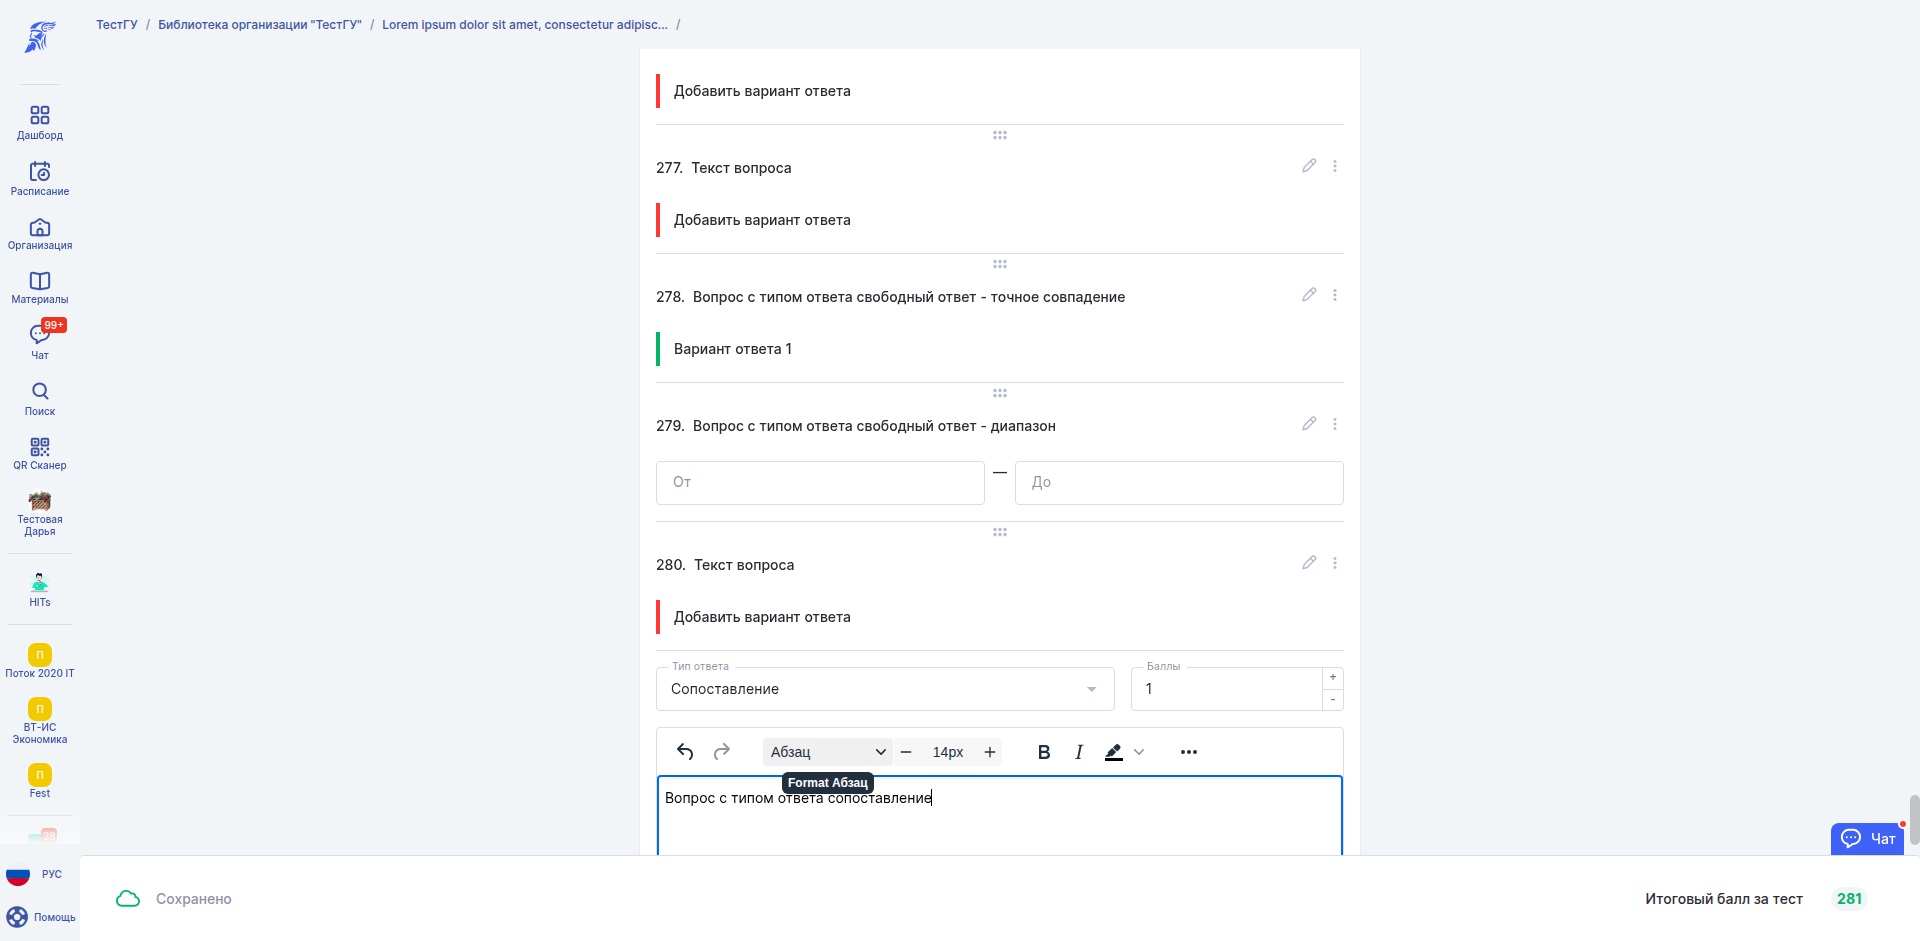 ТестГУ / Библиотека организации "ТестГУ" / Lorem ipsum dolor sit amet, consectetur adipisc... /
Дашборд
Расписание
Организация
Материалы
99+
Чат
Поиск
QR Сканер
Тестовая
Дарья
HITs
П
Поток 2020 IT
П
ВТ-ИС
Экономика
П
Fest
28
РУС
Помощь
Добавить вариант ответа
277. Текст вопроса
Добавить вариант ответа
278. Вопрос с типом ответа свободный ответ - точное совпадение
Вариант ответа 1
279. Вопрос с типом ответа свободный ответ - диапазон
От — До
280. Текст вопроса
Добавить вариант ответа
Тип ответа
Сопоставление
Баллы
1
+
-
Абзац
14px
B I
Format Абзац
Вопрос с типом ответа сопоставление
Чат
Сохранено
Итоговый балл за тест 281